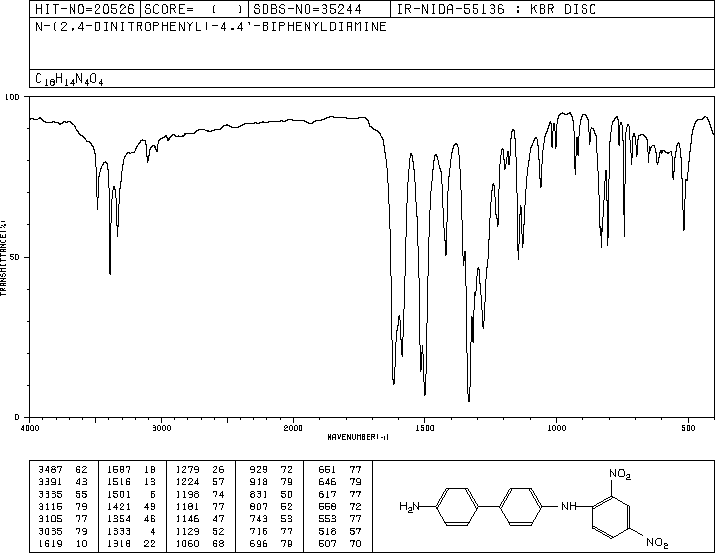 HIT-NO=20526 SCORE= ( ) SDBS-NO=35244 IR-NIDA-55136 : KBR DISC
N-(2,4-DINITROPHENYL)-4,4'-BIPHENYLDIAMINE
C18H14N4O4
100
50
0
TRANSMITTANCE(%)
4000 3000 2000 1500 1000 500
WAVENUMBER(-1)
3487 62 1587 18 1279 26 929 72 651 77
3391 43 1516 13 1224 57 918 79 646 79
3335 55 1501 6 1198 74 831 50 617 77
3115 79 1421 49 1181 77 807 52 558 72
3105 77 1354 46 1146 47 743 53 553 77
3035 79 1333 4 1129 52 716 77 518 57
1619 10 1318 22 1060 68 696 79 507 70
NO2
H2N
NH
NO2